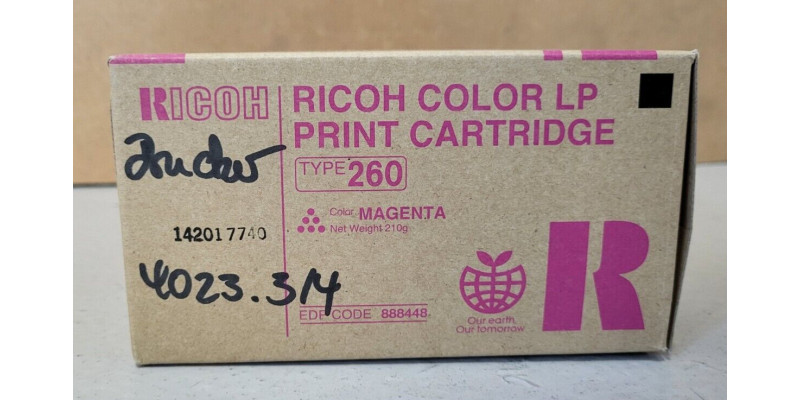 RICOH
RICOH COLOR LP
PRINT CARTRIDGE
TYPE 260
Drucker
Color MAGENTA
Net Weight 210g
142017740
4023.314
EDP CODE 888448
Our earth,
Our tomorrow
R